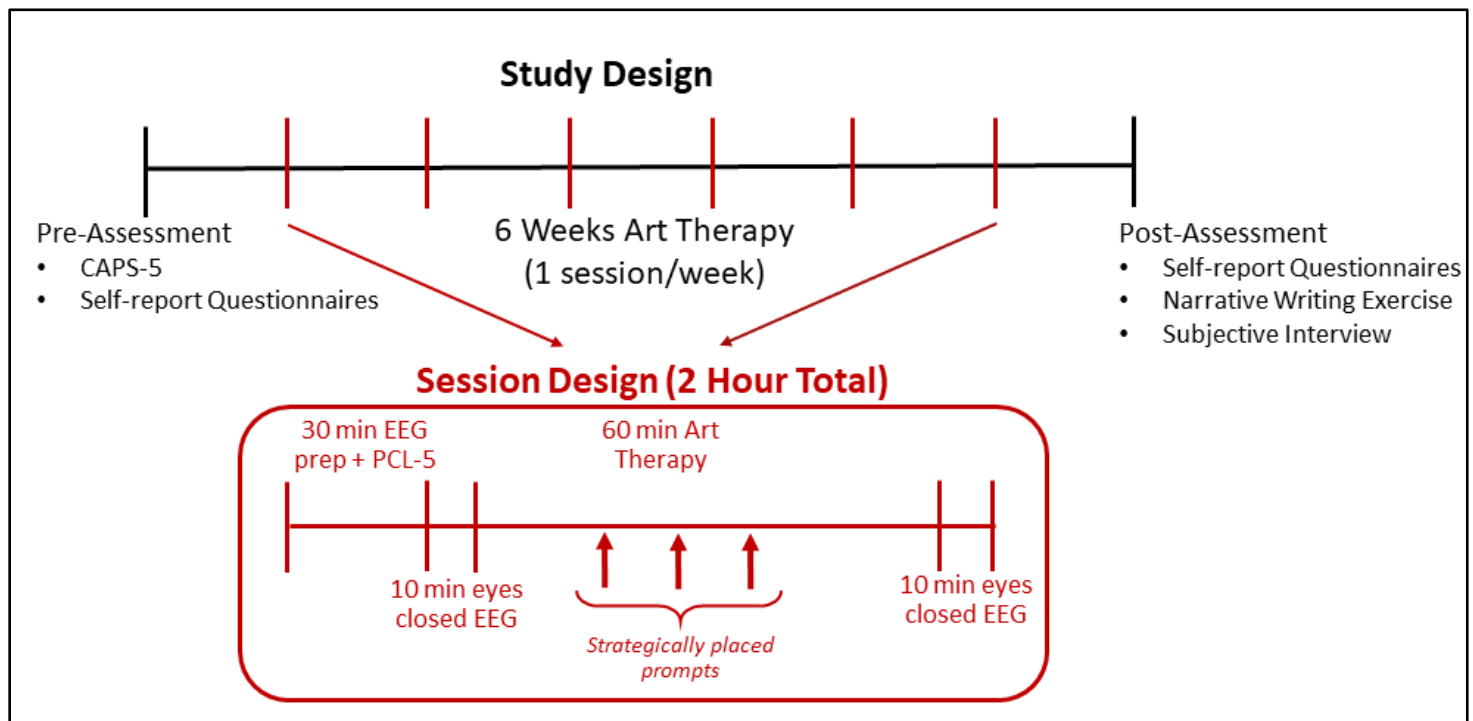 Study Design
Pre-Assessment
• CAPS-5
• Self-report Questionnaires
6 Weeks Art Therapy
(1 session/week)
Post-Assessment
• Self-report Questionnaires
• Narrative Writing Exercise
• Subjective Interview
Session Design (2 Hour Total)
30 min EEG
prep + PCL-5
60 min Art
Therapy
10 min eyes
closed EEG
Strategically placed
prompts
10 min eyes
closed EEG